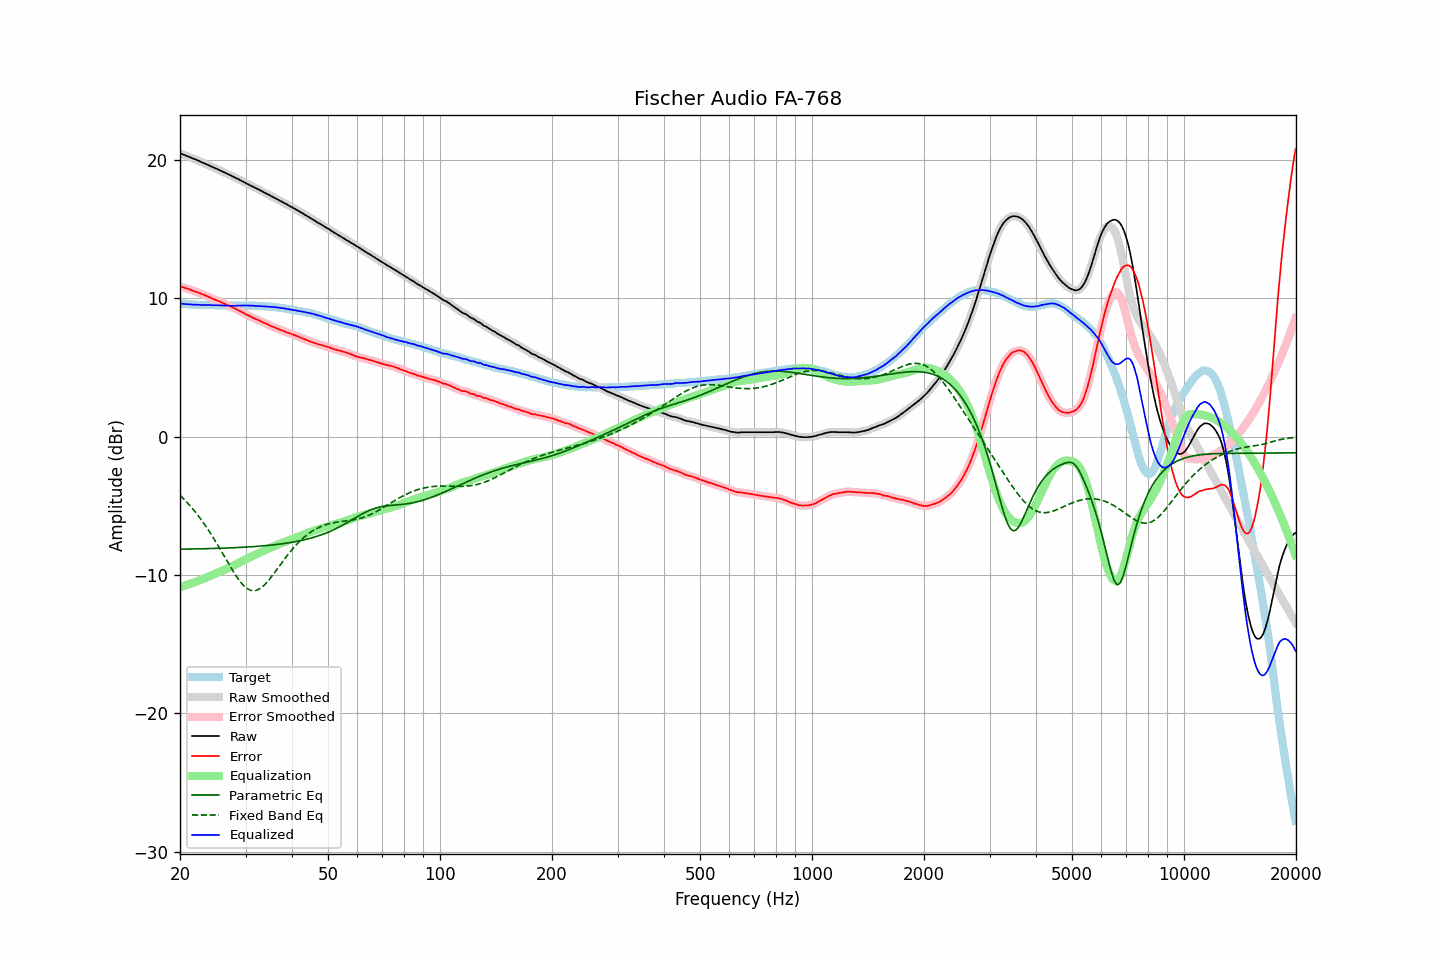 Fischer Audio FA-768
Amplitude (dBr)
20
10
0
−10
−20
−30
Target
Raw Smoothed
Error Smoothed
Raw
Error
Equalization
Parametric Eq
Fixed Band Eq
Equalized
20 50 100 200 500 1000 2000 5000 10000 20000
Frequency (Hz)